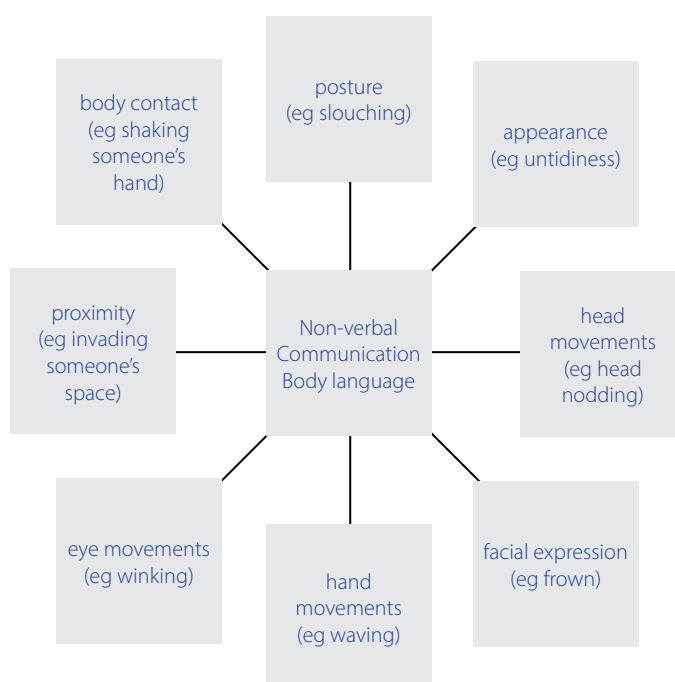 posture
(eg slouching)
body contact
(eg shaking
someone's
hand)
appearance
(eg untidiness)
proximity
(eg invading
someone's
space)
Non-verbal
Communication
Body language
head
movements
(eg head
nodding)
eye movements
(eg winking)
hand
movements
(eg waving)
facial expression
(eg frown)